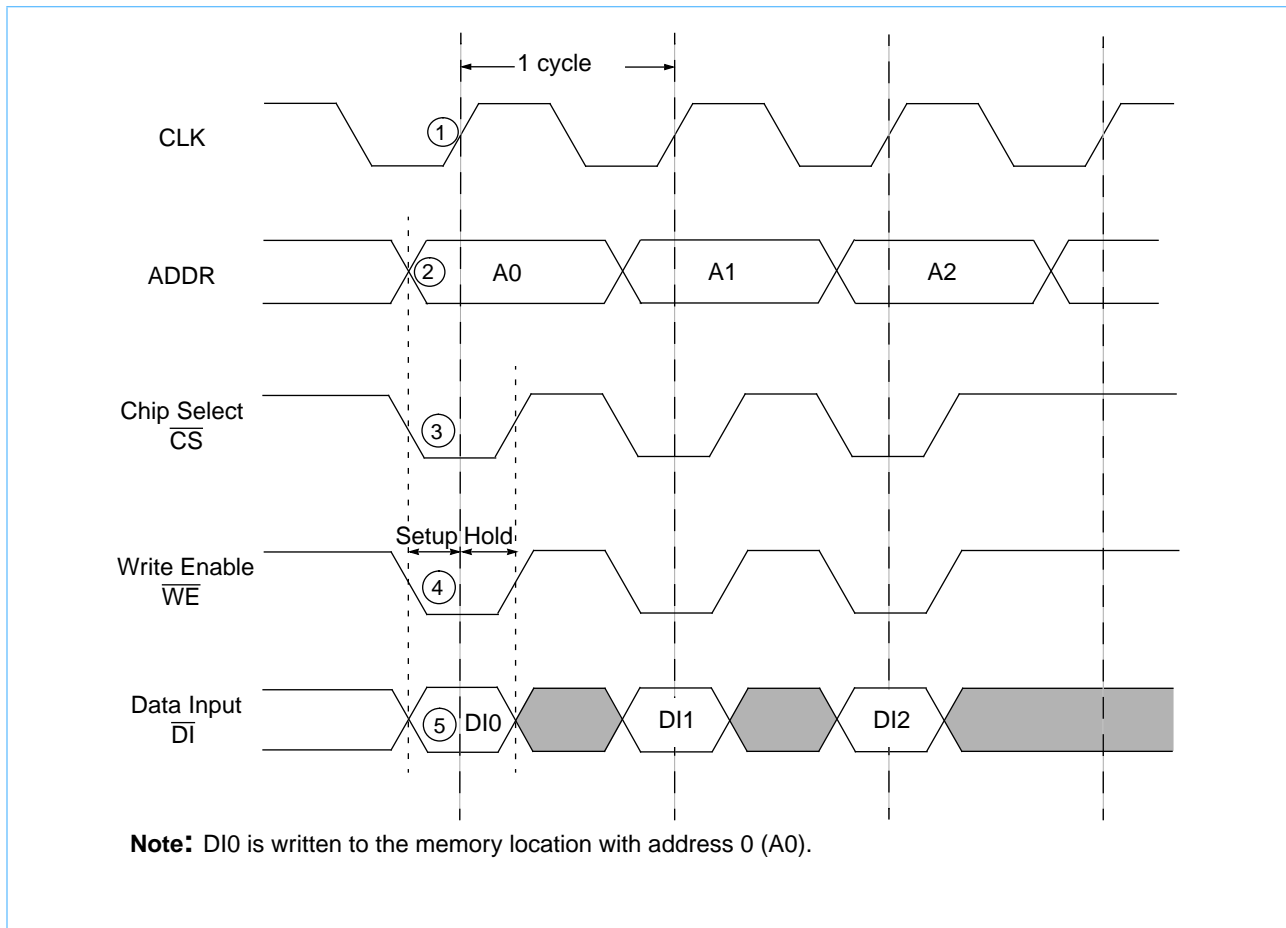 1 cycle
CLK
1
ADDR
2
A0
A1
A2
Chip Select
CS
3
Setup Hold
Write Enable
WE
4
Data Input
DI
5
DI0
DI1
DI2
Note: DI0 is written to the memory location with address 0 (A0).